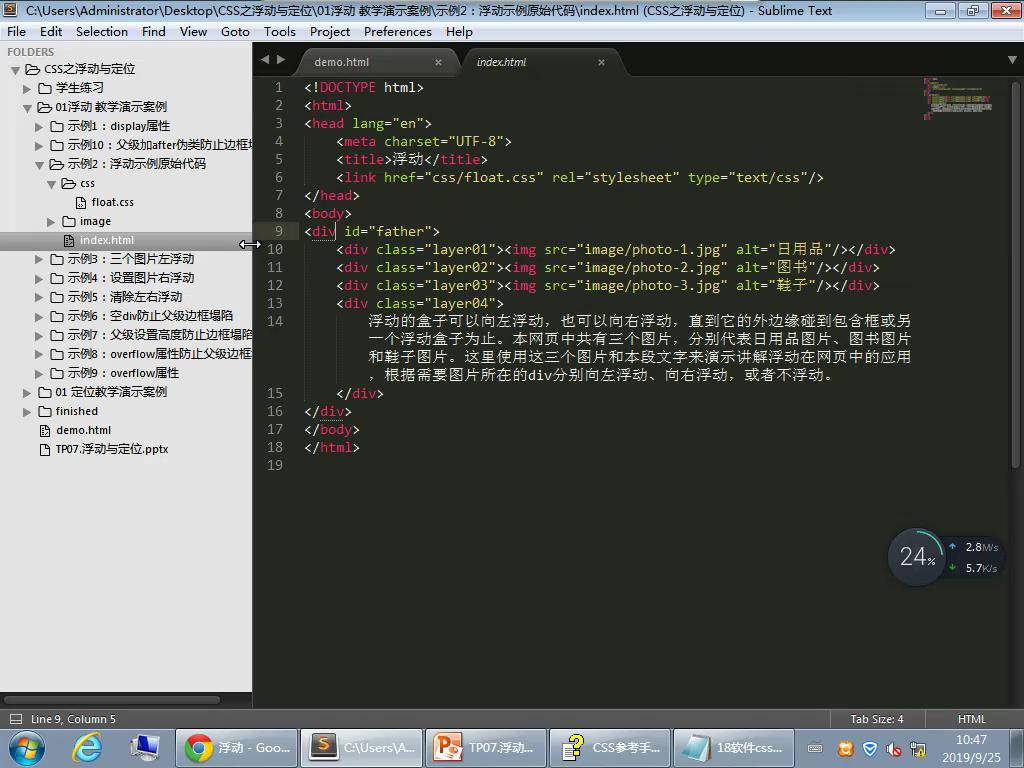 C:\Users\Administrator\Desktop\CSS之浮动与定位\01浮动 教学演示案例\示例2：浮动示例原始代码\index.html (CSS之浮动与定位) - Sublime Text
File Edit Selection Find View Goto Tools Project Preferences Help
FOLDERS
CSS之浮动与定位
学生练习
01浮动 教学演示案例
示例1：display属性
示例10：父级加after伪类防止边框塌
示例2：浮动示例原始代码
css
float.css
image
index.html
示例3：三个图片左浮动
示例4：设置图片右浮动
示例5：清除左右浮动
示例6：空div防止父级边框塌陷
示例7：父级设置高度防止边框塌陷
示例8：overflow属性防止父级边框
示例9：overflow属性
01 定位教学演示案例
finished
demo.html
TP07.浮动与定位.pptx
demo.html ×
index.html ×
1 <!DOCTYPE html>
2 <html>
3 <head lang="en">
4 <meta charset="UTF-8">
5 <title>浮动</title>
6 <link href="css/float.css" rel="stylesheet" type="text/css"/>
7 </head>
8 <body>
9 <div id="father">
10 <div class="layer01"><img src="image/photo-1.jpg" alt="日用品"/></div>
11 <div class="layer02"><img src="image/photo-2.jpg" alt="图书"/></div>
12 <div class="layer03"><img src="image/photo-3.jpg" alt="鞋子"/></div>
13 <div class="layer04">
14 浮动的盒子可以向左浮动，也可以向右浮动，直到它的外边缘碰到包含框或另
一个浮动盒子为止。本网页中共有三个图片，分别代表日用品图片、图书图片
和鞋子图片。这里使用这三个图片和本段文字来演示讲解浮动在网页中的应用
，根据需要图片所在的div分别向左浮动、向右浮动，或者不浮动。
15 </div>
16 </div>
17 </body>
18 </html>
19
24%
2.8M/s
5.7K/s
Line 9, Column 5
Tab Size: 4
HTML
浮动 - Goo...
C:\Users\A...
TP07.浮动...
CSS参考手...
18软件css...
10:47
2019/9/25